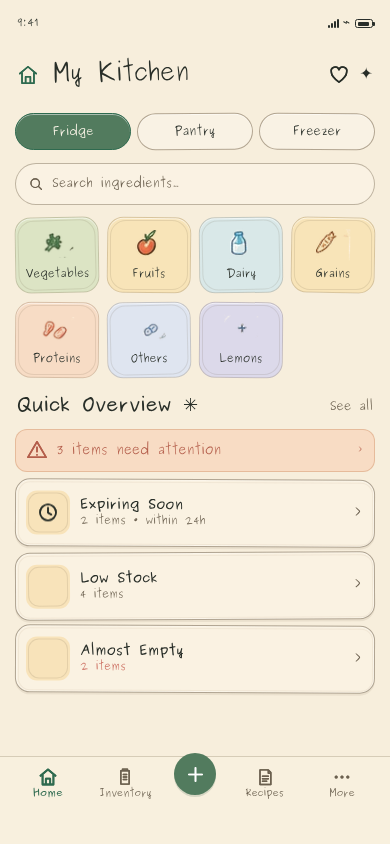 9:41
My Kitchen
Fridge
Pantry
Freezer
Search ingredients...
Vegetables
Fruits
Dairy
Grains
Proteins
Others
Lemons
Quick Overview
See all
3 items need attention
Expiring Soon
2 items • within 24h
Low Stock
4 items
Almost Empty
2 items
Home
Inventory
Recipes
More